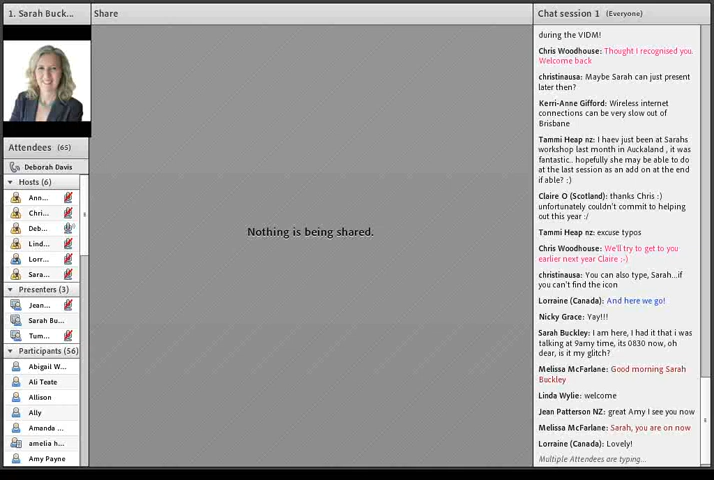 1. Sarah Buck...
Share
Chat session 1 (Everyone)
Attendees (65)
Deborah Davis
Hosts (6)
Ann...
Chri...
Deb...
Lind...
Lorr...
Sara...
Presenters (3)
Jean...
Sarah Bu...
Tum...
Participants (56)
Abigail W...
Ali Teate
Allison
Ally
Amanda ...
amelia h...
Amy Payne
Nothing is being shared.
during the VIDM!
Chris Woodhouse: Thought I recognised you.
Welcome back
christinausa: Maybe Sarah can just present
later then?
Kerri-Anne Gifford: Wireless internet
connections can be very slow out of
Brisbane
Tammi Heap nz: I haev just been at Sarahs
workshop last month in Auckaland , it was
fantastic.. hopefully she may be able to do
at the last session as an add on at the end
if able? :)
Claire O (Scotland): thanks Chris :)
unfortunately couldn't commit to helping
out this year :/
Tammi Heap nz: excuse typos
Chris Woodhouse: We'll try to get to you
earlier next year Claire :-)
christinausa: You can also type, Sarah...if
you can't find the icon
Lorraine (Canada): And here we go!
Nicky Grace: Yay!!!
Sarah Buckley: I am here, I had it that i was
talking at 9amy time, its 0830 now, oh
dear, is it my glitch?
Melissa McFarlane: Good morning Sarah
Buckley
Linda Wylie: welcome
Jean Patterson NZ: great Amy I see you now
Melissa McFarlane: Sarah, you are on now
Lorraine (Canada): Lovely!
Multiple Attendees are typing...